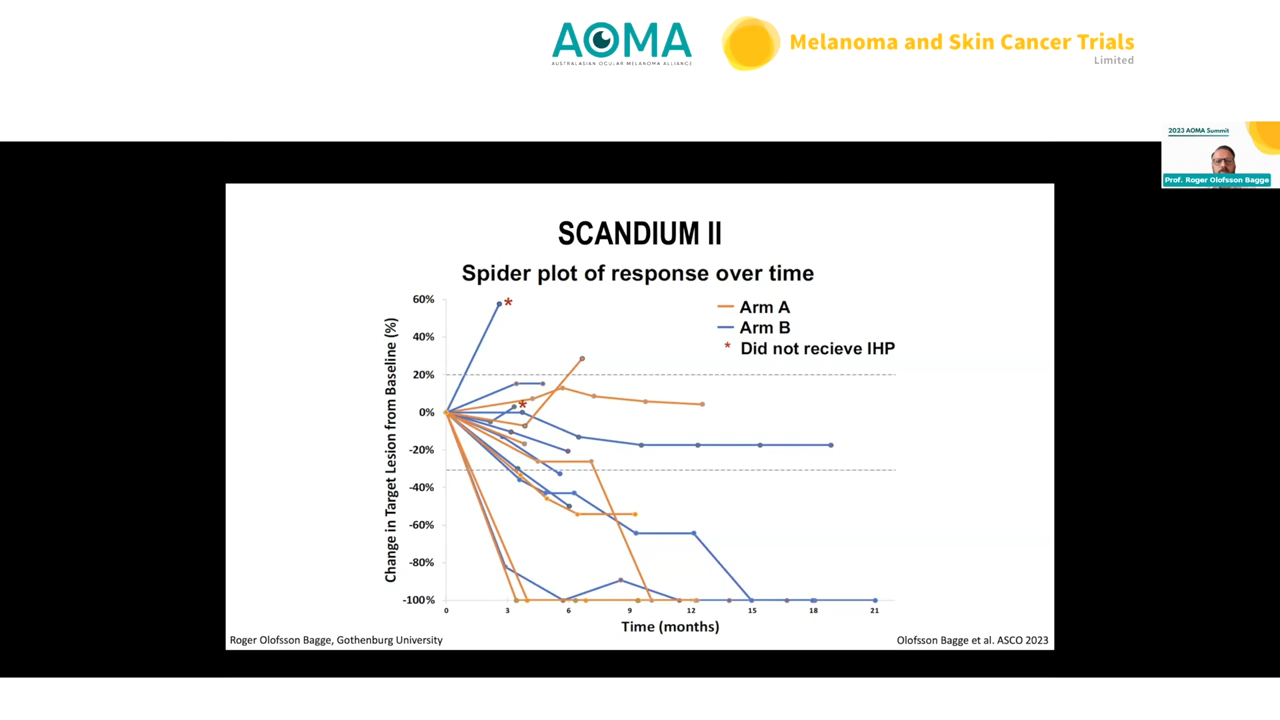 AOMA
AUSTRALASIAN OCULAR MELANOMA ALLIANCE
Melanoma and Skin Cancer Trials
Limited
2023 AOMA Summit
Prof. Roger Olofsson Bagge
SCANDIUM II
Spider plot of response over time
Arm A
Arm B
* Did not recieve IHP
Change in Target Lesion from Baseline (%)
60%
40%
20%
0%
-20%
-40%
-60%
-80%
-100%
*
*
0 3 6 9 12 15 18 21
Time (months)
Roger Olofsson Bagge, Gothenburg University
Olofsson Bagge et al. ASCO 2023